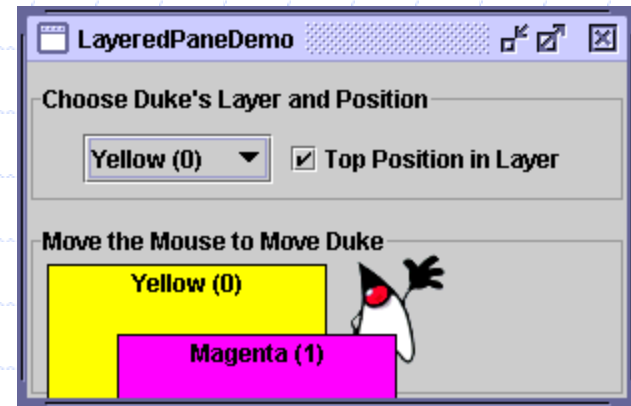 LayeredPaneDemo
Choose Duke's Layer and Position
Yellow (0)
Top Position in Layer
Move the Mouse to Move Duke
Yellow (0)
Magenta (1)